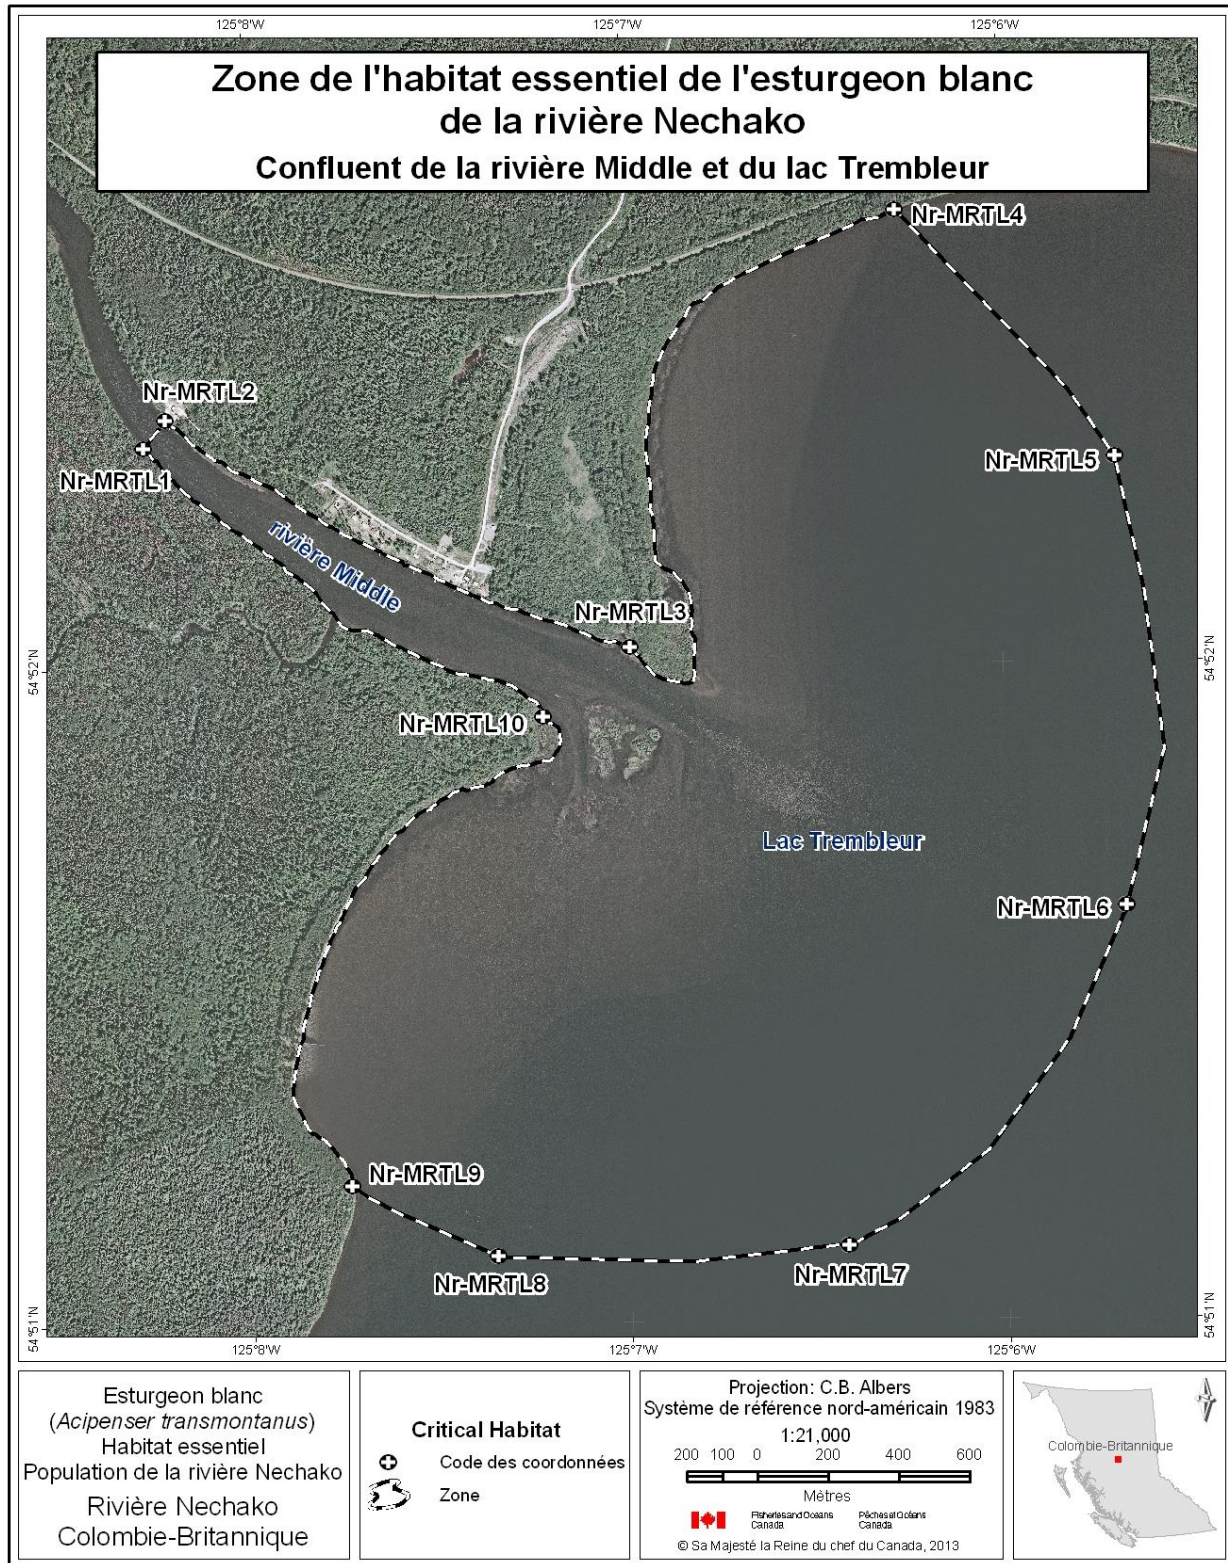 125°8'W
125°7'W
125°6'W
Zone de l'habitat essentiel de l'esturgeon blanc
de la rivière Nechako
Confluent de la rivière Middle et du lac Trembleur
Nr-MRTL4
Nr-MRTL2
Nr-MRTL1
Nr-MRTL5
rivière Middle
Nr-MRTL3
54°52'N
54°52'N
Nr-MRTL10
Lac Trembleur
Nr-MRTL6
Nr-MRTL9
Nr-MRTL8
Nr-MRTL7
54°51'N
54°51'N
125°8'W
125°7'W
125°6'W
Esturgeon blanc
(Acipenser transmontanus)
Habitat essentiel
Population de la rivière Nechako
Rivière Nechako
Colombie-Britannique
Critical Habitat
Code des coordonnées
Zone
Projection: C.B. Albers
Système de référence nord-américain 1983
1:21,000
200 100 0 200 400 600
Mètres
Fisheries and Oceans
Canada
Pêches et Océans
Canada
© Sa Majesté la Reine du chef du Canada, 2013
Colombie-Britannique